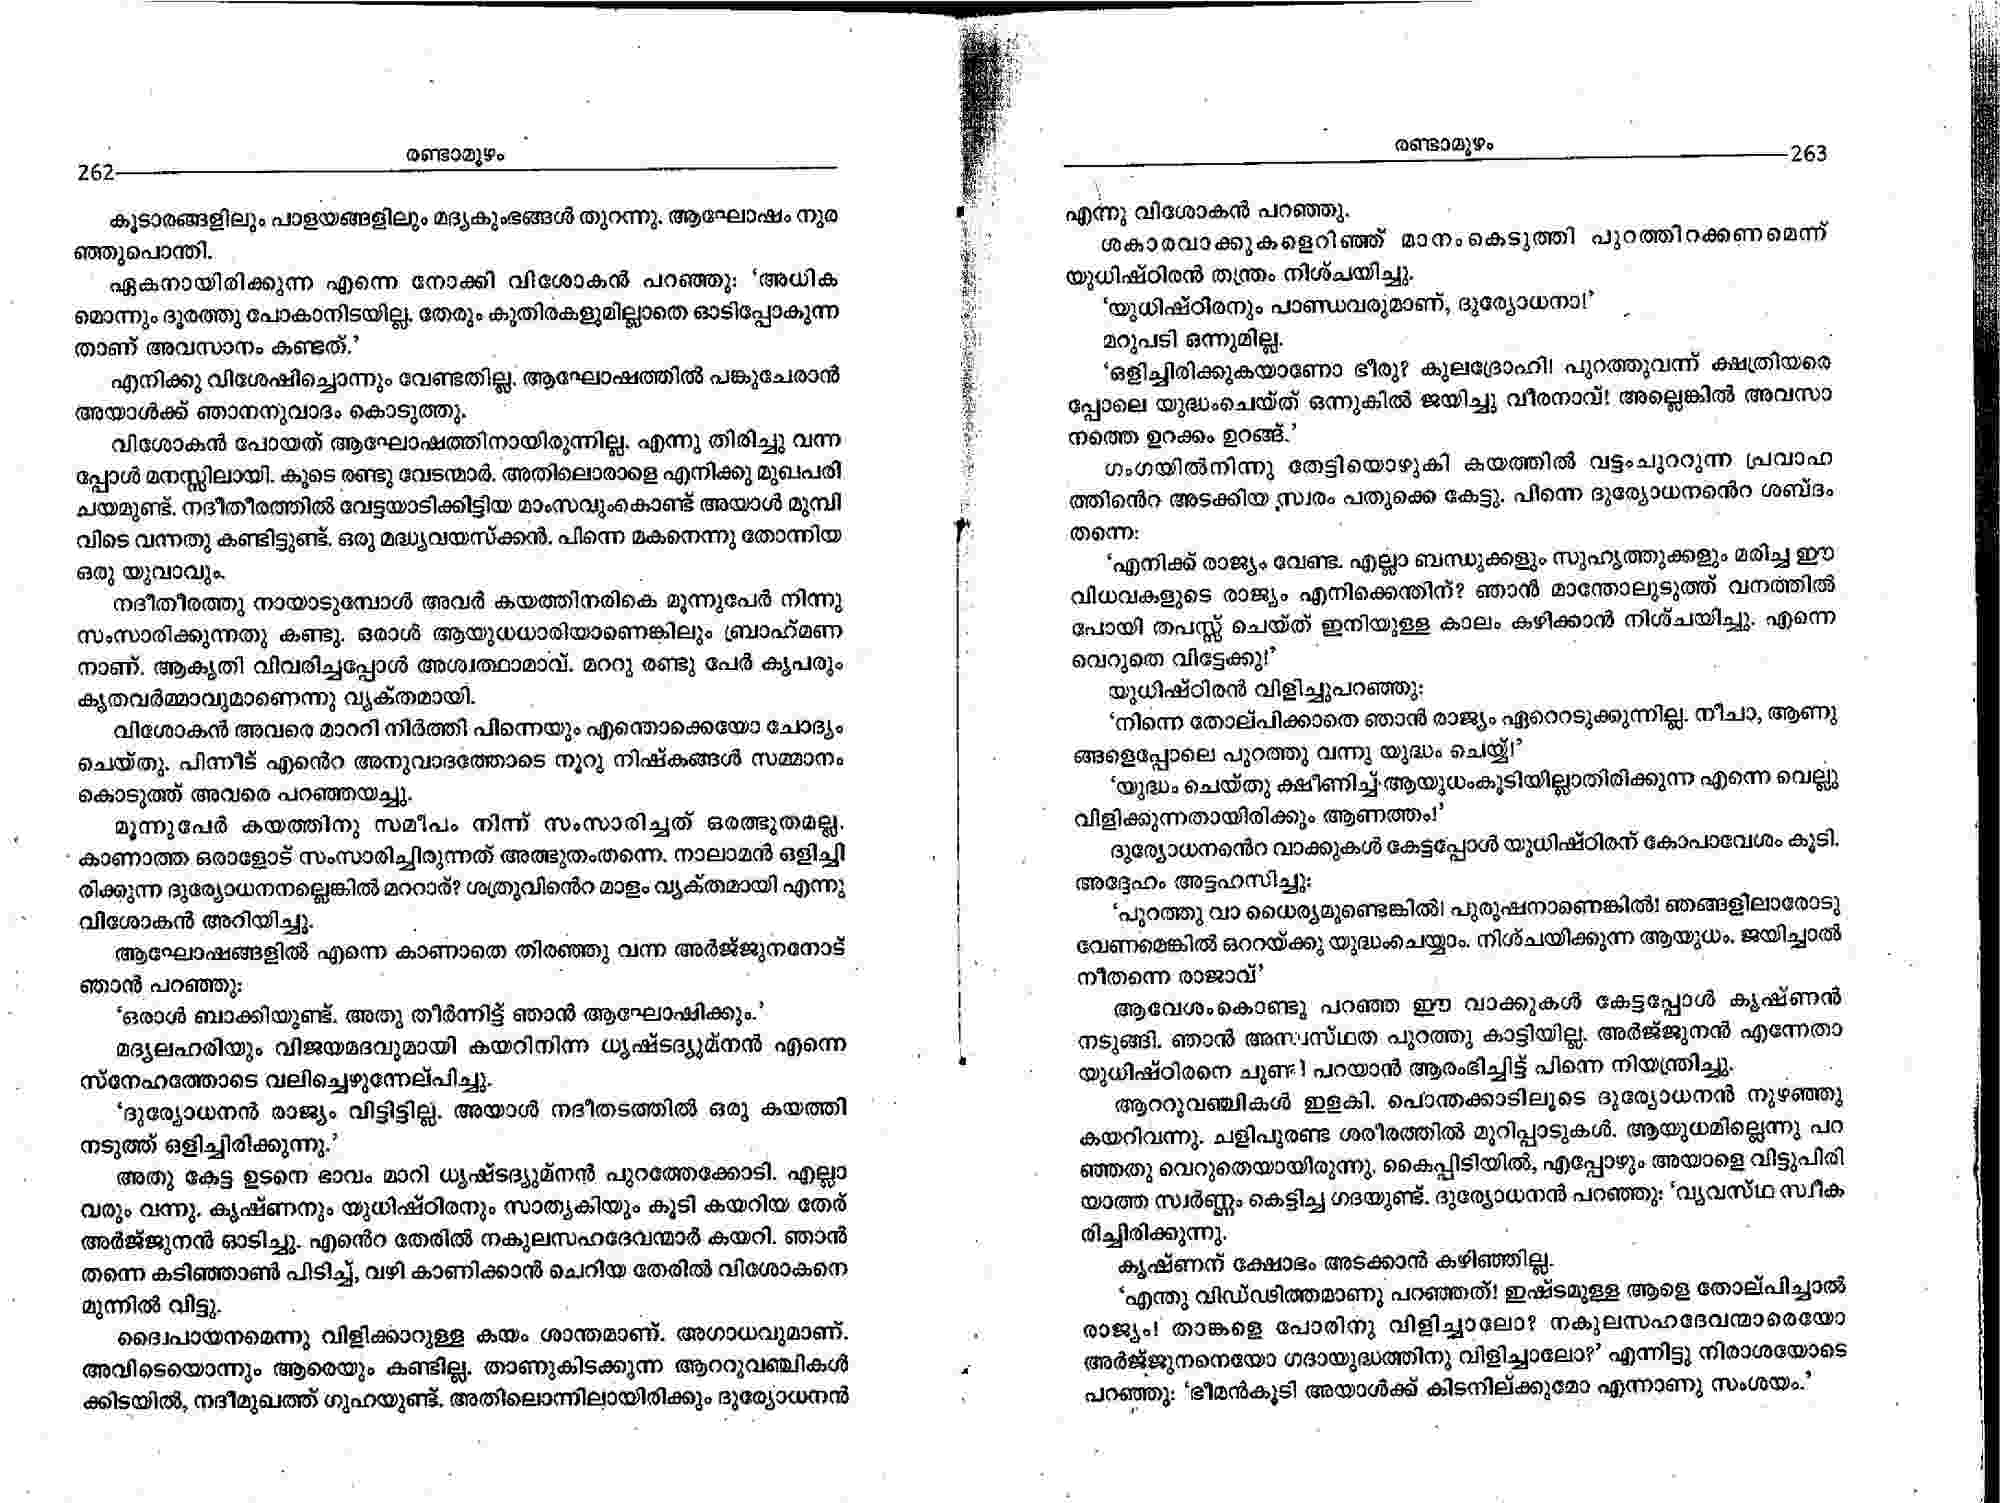 രണ്ടാമൂഴം
262
കൂടാരങ്ങളിലും പാളയങ്ങളിലും മദ്യകുംഭങ്ങൾ തുറന്നു. ആഘോഷം നുര
ഞ്ഞുപൊന്തി.
ഏകനായിരിക്കുന്ന എന്നെ നോക്കി വിശോകൻ പറഞ്ഞു: ‘അധിക
മൊന്നും ദൂരത്തു പോകാനിടയില്ല. തേരും കുതിരകളുമില്ലാതെ ഓടിപ്പോകുന്ന
താണ് അവസാനം കണ്ടത്.’
എനിക്കു വിശേഷിച്ചൊന്നും വേണ്ടതില്ല. ആഘോഷത്തിൽ പങ്കുചേരാൻ
അയാൾക്ക് ഞാനനുവാദം കൊടുത്തു.
വിശോകൻ പോയത് ആഘോഷത്തിനായിരുന്നില്ല. എന്നു തിരിച്ചു വന്ന
പ്പോൾ മനസ്സിലായി. കൂടെ രണ്ടു വേടന്മാർ. അതിലൊരാളെ എനിക്കു മുഖപരി
ചയമുണ്ട്. നദീതീരത്തിൽ വേട്ടയാടിക്കിട്ടിയ മാംസവുംകൊണ്ട് അയാൾ മുമ്പി
വിടെ വന്നതു കണ്ടിട്ടുണ്ട്. ഒരു മദ്ധ്യവയസ്ക്കൻ. പിന്നെ മകനെന്നു തോന്നിയ
ഒരു യുവാവും.
നദീതീരത്തു നായാടുമ്പോൾ അവർ കയത്തിനരികെ മൂന്നുപേർ നിന്നു
സംസാരിക്കുന്നതു കണ്ടു. ഒരാൾ ആയുധധാരിയാണെങ്കിലും ബ്രാഹ്മണ
നാണ്. ആകൃതി വിവരിച്ചപ്പോൾ അശ്വത്ഥാമാവ്. മററു രണ്ടു പേർ കൃപരും
കൃതവർമ്മാവുമാണെന്നു വ്യക്തമായി.
വിശോകൻ അവരെ മാററി നിർത്തി പിന്നെയും എന്തൊക്കെയോ ചോദ്യം
ചെയ്തു. പിന്നീട് എൻെറ അനുവാദത്തോടെ നൂറു നിഷ്കങ്ങൾ സമ്മാനം
കൊടുത്ത് അവരെ പറഞ്ഞയച്ചു.
മൂന്നുപേർ കയത്തിനു സമീപം നിന്ന് സംസാരിച്ചത് ഒരത്ഭുതമല്ല.
കാണാത്ത ഒരാളോട് സംസാരിച്ചിരുന്നത് അത്ഭുതംതന്നെ. നാലാമൻ ഒളിച്ചി
രിക്കുന്ന ദുര്യോധനനല്ലെങ്കിൽ മററാര്? ശത്രുവിൻെറ മാളം വ്യക്തമായി എന്നു
വിശോകൻ അറിയിച്ചു.
ആഘോഷങ്ങളിൽ എന്നെ കാണാതെ തിരഞ്ഞു വന്ന അർജ്ജുനനോട്
ഞാൻ പറഞ്ഞു:
‘ഒരാൾ ബാക്കിയുണ്ട്. അതു തീർന്നിട്ട് ഞാൻ ആഘോഷിക്കും.’
മദ്യലഹരിയും വിജയമദവുമായി കയറിനിന്ന ധൃഷ്ടദ്യുമ്നൻ എന്നെ
സ്നേഹത്തോടെ വലിച്ചെഴുന്നേല്പിച്ചു.
‘ദുര്യോധനൻ രാജ്യം വിട്ടിട്ടില്ല. അയാൾ നദീതടത്തിൽ ഒരു കയത്തി
നടുത്ത് ഒളിച്ചിരിക്കുന്നു.’
അതു കേട്ട ഉടനെ ഭാവം മാറി ധൃഷ്ടദ്യുമ്നൻ പുറത്തേക്കോടി. എല്ലാ
വരും വന്നു. കൃഷ്ണനും യുധിഷ്ഠിരനും സാത്യകിയും കൂടി കയറിയ തേര്
അർജ്ജുനൻ ഓടിച്ചു. എൻെറ തേരിൽ നകുലസഹദേവന്മാർ കയറി. ഞാൻ
തന്നെ കടിഞ്ഞാൺ പിടിച്ച്, വഴി കാണിക്കാൻ ചെറിയ തേരിൽ വിശോകനെ
മുന്നിൽ വിട്ടു.
ദ്വൈപായനമെന്നു വിളിക്കാറുള്ള കയം ശാന്തമാണ്. അഗാധവുമാണ്.
അവിടെയൊന്നും ആരെയും കണ്ടില്ല. താണുകിടക്കുന്ന ആററുവഞ്ചികൾ
ക്കിടയിൽ, നദീമുഖത്ത് ഗുഹയുണ്ട്. അതിലൊന്നിലായിരിക്കും ദുര്യോധനൻ
രണ്ടാമൂഴം
263
എന്നു വിശോകൻ പറഞ്ഞു.
ശകാരവാക്കുകളെറിഞ്ഞ് മാനംകെടുത്തി പുറത്തിറക്കണമെന്ന്
യുധിഷ്ഠിരൻ തന്ത്രം നിശ്ചയിച്ചു.
‘യുധിഷ്ഠിരനും പാണ്ഡവരുമാണ്, ദുര്യോധനാ!’
മറുപടി ഒന്നുമില്ല.
‘ഒളിച്ചിരിക്കുകയാണോ ഭീരു? കുലദ്രോഹി! പുറത്തുവന്ന് ക്ഷത്രിയരെ
പ്പോലെ യുദ്ധംചെയ്ത് ഒന്നുകിൽ ജയിച്ചു വീരനാവ്! അല്ലെങ്കിൽ അവസാ
നത്തെ ഉറക്കം ഉറങ്ങ്.’
ഗംഗയിൽനിന്നു തേട്ടിയൊഴുകി കയത്തിൽ വട്ടംചുററുന്ന പ്രവാഹ
ത്തിൻെറ അടക്കിയ സ്വരം പതുക്കെ കേട്ടു. പിന്നെ ദുര്യോധനൻെറ ശബ്ദം
തന്നെ:
‘എനിക്ക് രാജ്യം വേണ്ട. എല്ലാ ബന്ധുക്കളും സുഹൃത്തുക്കളും മരിച്ച ഈ
വിധവകളുടെ രാജ്യം എനിക്കെന്തിന്? ഞാൻ മാന്തോലുടുത്ത് വനത്തിൽ
പോയി തപസ്സ് ചെയ്ത് ഇനിയുള്ള കാലം കഴിക്കാൻ നിശ്ചയിച്ചു. എന്നെ
വെറുതെ വിട്ടേക്കു!’
യുധിഷ്ഠിരൻ വിളിച്ചുപറഞ്ഞു:
‘നിന്നെ തോല്പിക്കാതെ ഞാൻ രാജ്യം ഏറെറടുക്കുന്നില്ല. നീചാ, ആണു
ങ്ങളെപ്പോലെ പുറത്തു വന്നു യുദ്ധം ചെയ്യ്!’
‘യുദ്ധം ചെയ്തു ക്ഷീണിച്ച് ആയുധംകൂടിയില്ലാതിരിക്കുന്ന എന്നെ വെല്ലു
വിളിക്കുന്നതായിരിക്കും ആണത്തം!’
ദുര്യോധനൻെറ വാക്കുകൾ കേട്ടപ്പോൾ യുധിഷ്ഠിരന് കോപാവേശം കൂടി.
അദ്ദേഹം അട്ടഹസിച്ചു:
‘പുറത്തു വാ ധൈര്യമുണ്ടെങ്കിൽ! പുരുഷനാണെങ്കിൽ! ഞങ്ങളിലാരോടു
വേണമെങ്കിൽ ഒററയ്ക്കു യുദ്ധംചെയ്യാം. നിശ്ചയിക്കുന്ന ആയുധം. ജയിച്ചാൽ
നീതന്നെ രാജാവ്’
ആവേശംകൊണ്ടു പറഞ്ഞ ഈ വാക്കുകൾ കേട്ടപ്പോൾ കൃഷ്ണൻ
നടുങ്ങി. ഞാൻ അസ്വസ്ഥത പുറത്തു കാട്ടിയില്ല. അർജ്ജുനൻ എന്നേതാ
യുധിഷ്ഠിരനെ പറയാൻ ആരംഭിച്ചിട്ട് പിന്നെ നിയന്ത്രിച്ചു.
ആററുവഞ്ചികൾ ഇളകി. പൊന്തക്കാടിലൂടെ ദുര്യോധനൻ നുഴഞ്ഞു
കയറിവന്നു. ചളിപുരണ്ട ശരീരത്തിൽ മുറിപ്പാടുകൾ. ആയുധമില്ലെന്നു പറ
ഞ്ഞതു വെറുതെയായിരുന്നു. കൈപ്പിടിയിൽ, എപ്പോഴും അയാളെ വിട്ടുപിരി
യാത്ത സ്വർണ്ണം കെട്ടിച്ച ഗദയുണ്ട്. ദുര്യോധനൻ പറഞ്ഞു: ‘വ്യവസ്ഥ സ്വീക
രിച്ചിരിക്കുന്നു.
കൃഷ്ണന് ക്ഷോഭം അടക്കാൻ കഴിഞ്ഞില്ല.
‘എന്തു വിഡ്ഢിത്തമാണു പറഞ്ഞത്! ഇഷ്ടമുള്ള ആളെ തോല്പിച്ചാൽ
രാജ്യം! താങ്കളെ പോരിനു വിളിച്ചാലോ? നകുലസഹദേവന്മാരെയോ
അർജ്ജുനനെയോ ഗദായുദ്ധത്തിനു വിളിച്ചാലോ?’ എന്നിട്ടു നിരാശയോടെ
പറഞ്ഞു: ‘ഭീമൻകൂടി അയാൾക്ക് കിടനില്ക്കുമോ എന്നാണു സംശയം.’